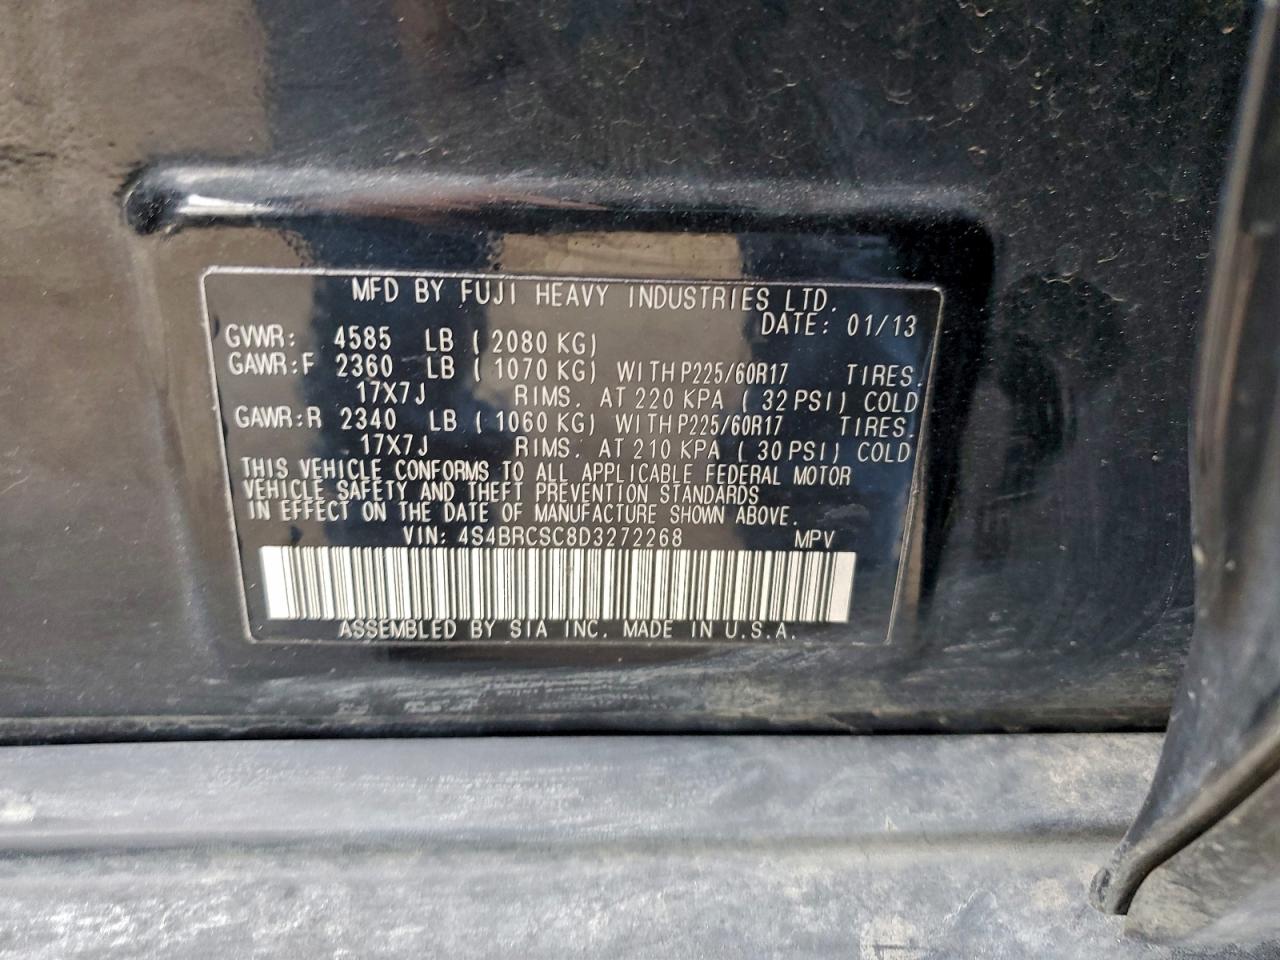 MFD BY FUJI HEAVY INDUSTRIES LTD.
DATE: 01/13
GVWR: 4585 LB ( 2080 KG)
GAWR:F 2360 LB ( 1070 KG) WITH P225/60R17 TIRES.
17X7J RIMS. AT 220 KPA ( 32 PSI) COLD
GAWR:R 2340 LB ( 1060 KG) WITH P225/60R17 TIRES.
17X7J RIMS. AT 210 KPA ( 30 PSI) COLD
THIS VEHICLE CONFORMS TO ALL APPLICABLE FEDERAL MOTOR
VEHICLE SAFETY AND THEFT PREVENTION STANDARDS
IN EFFECT ON THE DATE OF MANUFACTURE SHOWN ABOVE.
VIN: 4S4BRCSC8D3272268 MPV
ASSEMBLED BY SIA INC. MADE IN U.S.A.